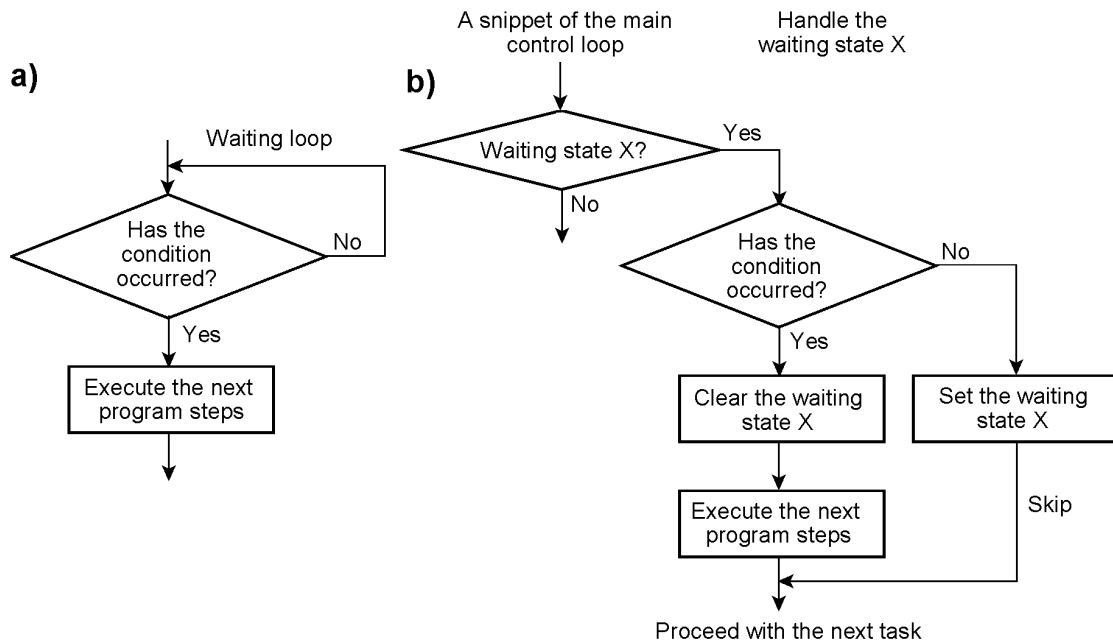 a)
Waiting loop
Has the
condition
occurred?
No
Yes
Execute the next
program steps
b)
A snippet of the main
control loop
Handle the
waiting state X
Waiting state X?
Yes
No
Has the
condition
occurred?
No
Yes
Clear the waiting
state X
Set the waiting
state X
Execute the next
program steps
Skip
Proceed with the next task